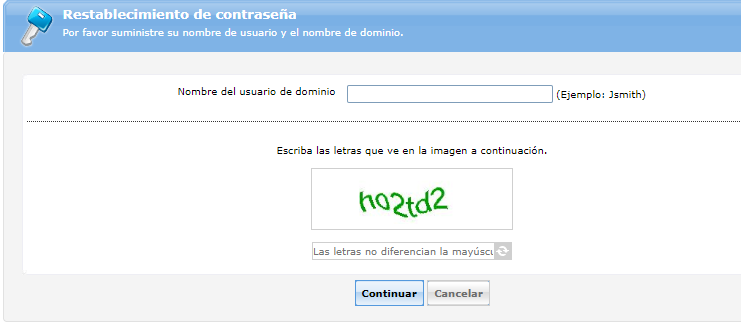 Restablecimiento de contraseña
Por favor suministre su nombre de usuario y el nombre de dominio.
Nombre del usuario de dominio (Ejemplo: Jsmith)
Escriba las letras que ve en la imagen a continuación.
ho2td2
Las letras no diferencian la mayúscu
Continuar Cancelar